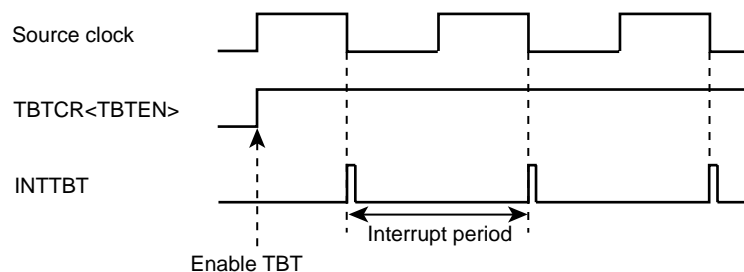 Source clock
TBTCR<TBTEN>
INTTBT
Interrupt period
Enable TBT